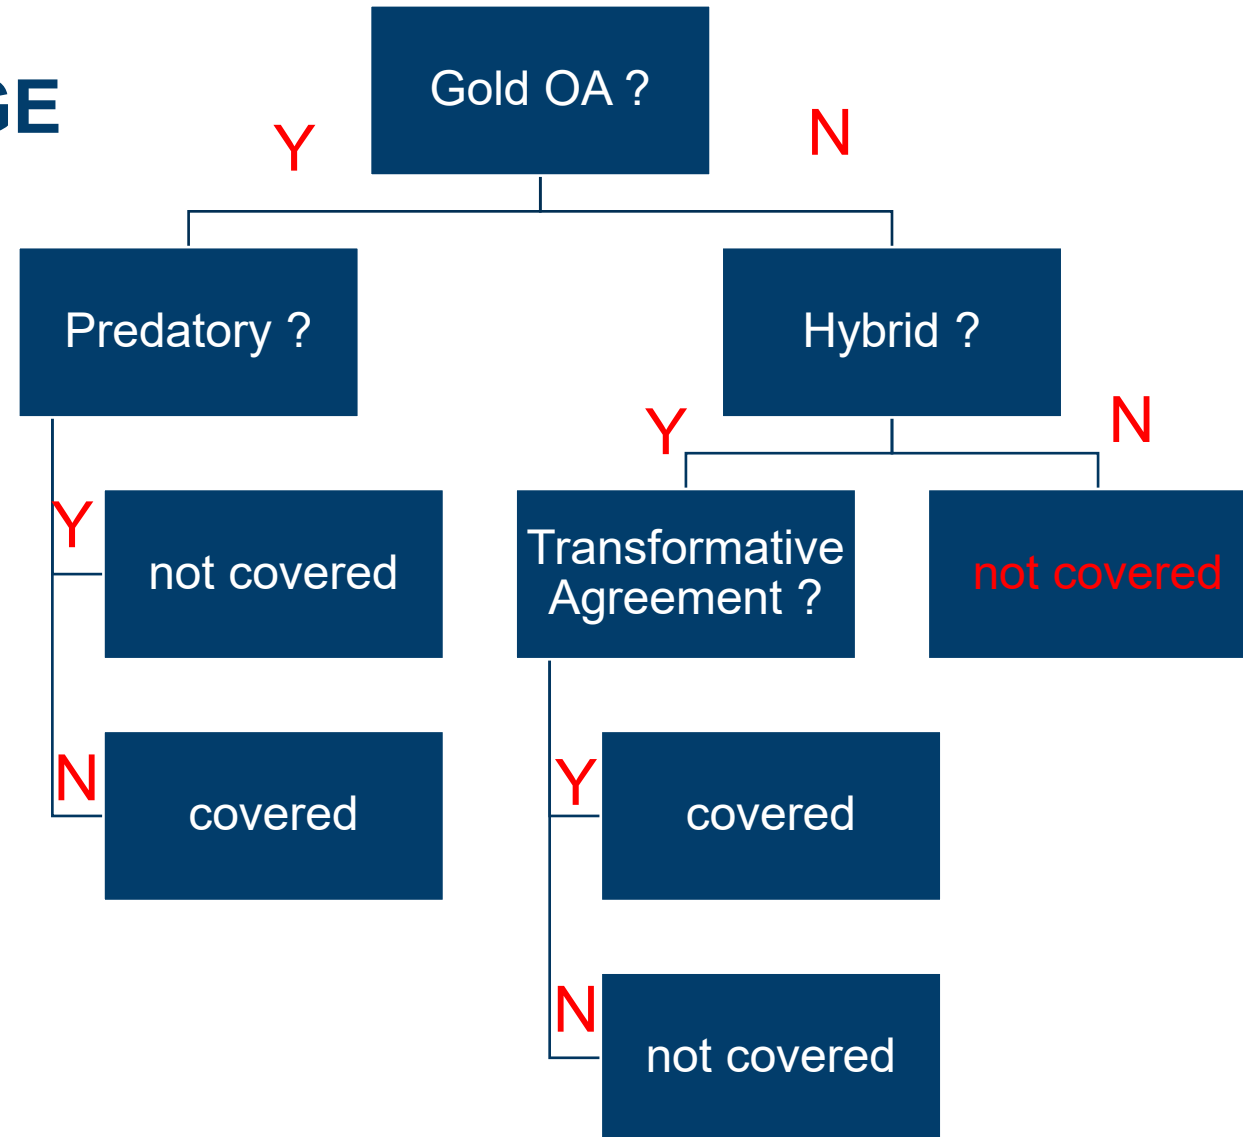 GE
Gold OA ?
Y
N
Predatory ?
Hybrid ?
Y
N
Y
not covered
Transformative
Agreement ?
not covered
N
covered
Y
covered
N
not covered